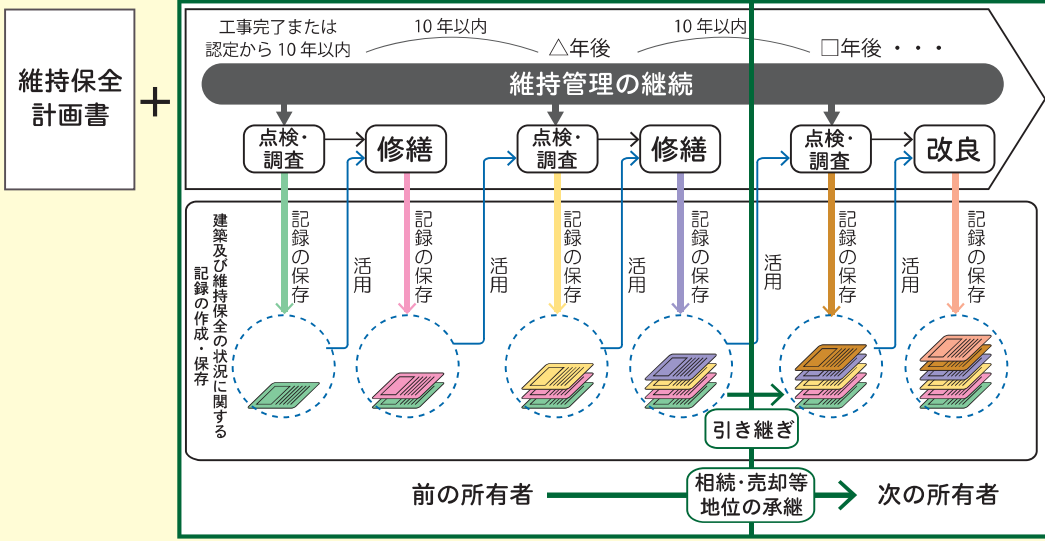 維持保全
計画書
+
工事完了または
認定から10年以内
10年以内
△年後
10年以内
□年後・・・
維持管理の継続
点検・
調査
修繕
点検・
調査
修繕
点検・
調査
改良
建築及び維持保全の状況に関する
記録の作成・保存
記録の保存
活用
記録の保存
活用
記録の保存
活用
記録の保存
活用
記録の保存
活用
記録の保存
引き継ぎ
前の所有者
相続・売却等
地位の承継
次の所有者